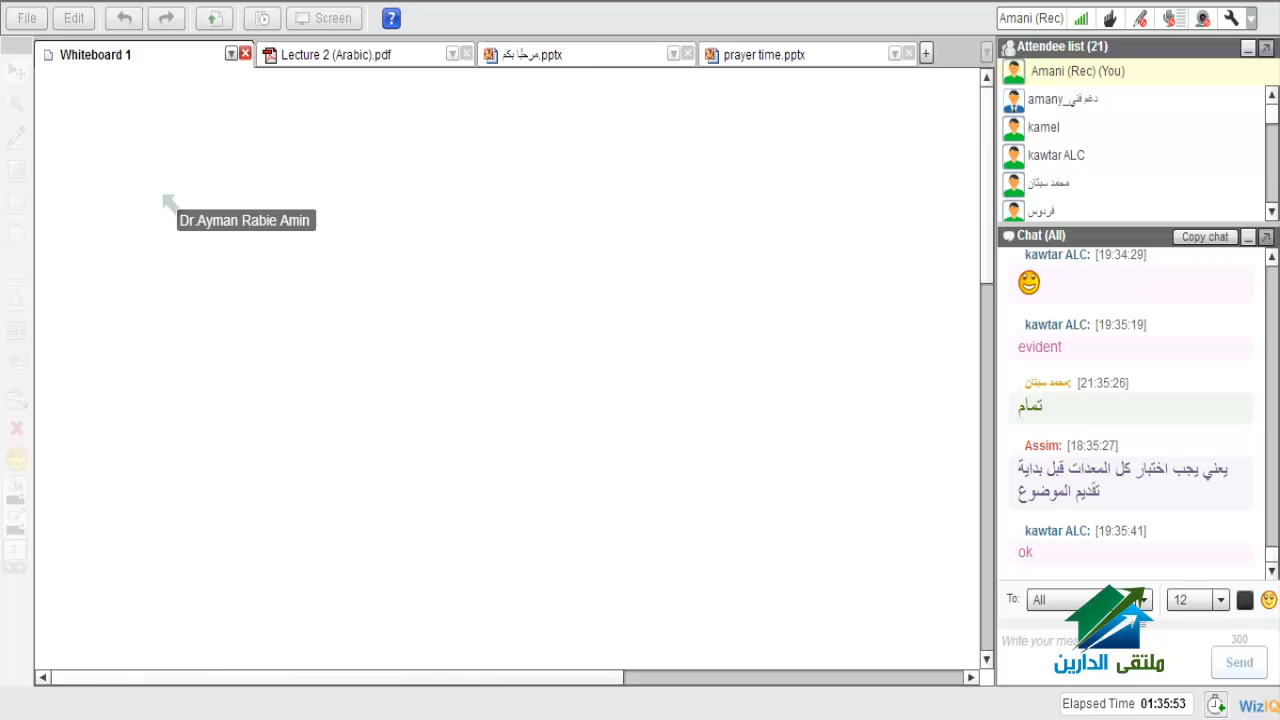 File
Edit
Screen
?
Amani (Rec)
Whiteboard 1
Lecture 2 (Arabic).pdf
مرحبًا بكم.pptx
prayer time.pptx
Attendee list (21)
Amani (Rec) (You)
amany_دعم فني
kamel
kawtar ALC
محمد سبتان
فردوس
Dr.Ayman Rabie Amin
Chat (All)
Copy chat
kawtar ALC: [19:34:29]
kawtar ALC: [19:35:19]
evident
محمد سبتان: [21:35:26]
تمام
Assim: [18:35:27]
يعني يجب اختبار كل المعدات قبل بداية
تقديم الموضوع
kawtar ALC: [19:35:41]
ok
To:
All
12
Write your mes
300
Send
ملتقى الدارين
Elapsed Time 01:35:53
WizIQ